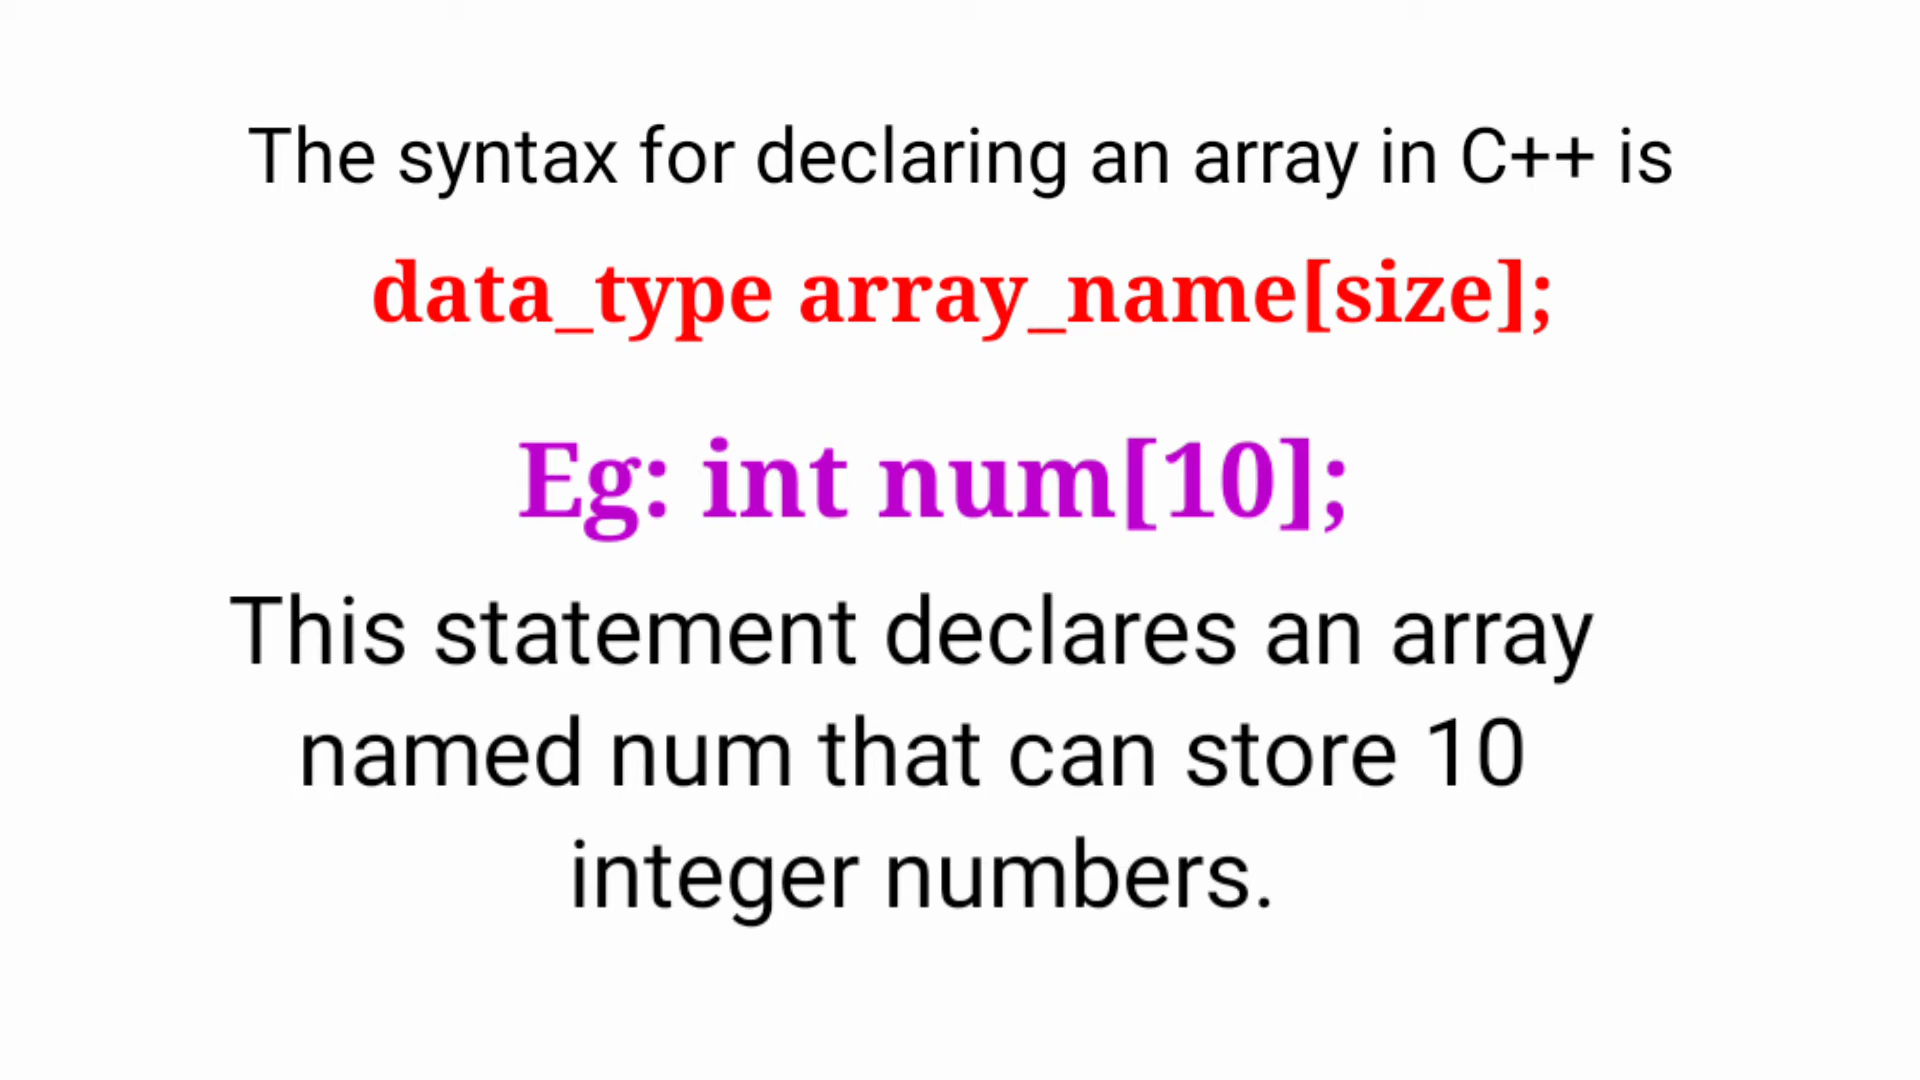 The syntax for declaring an array in C++ is
data_type array_name[size];
Eg: int num[10];
This statement declares an array
named num that can store 10
integer numbers.